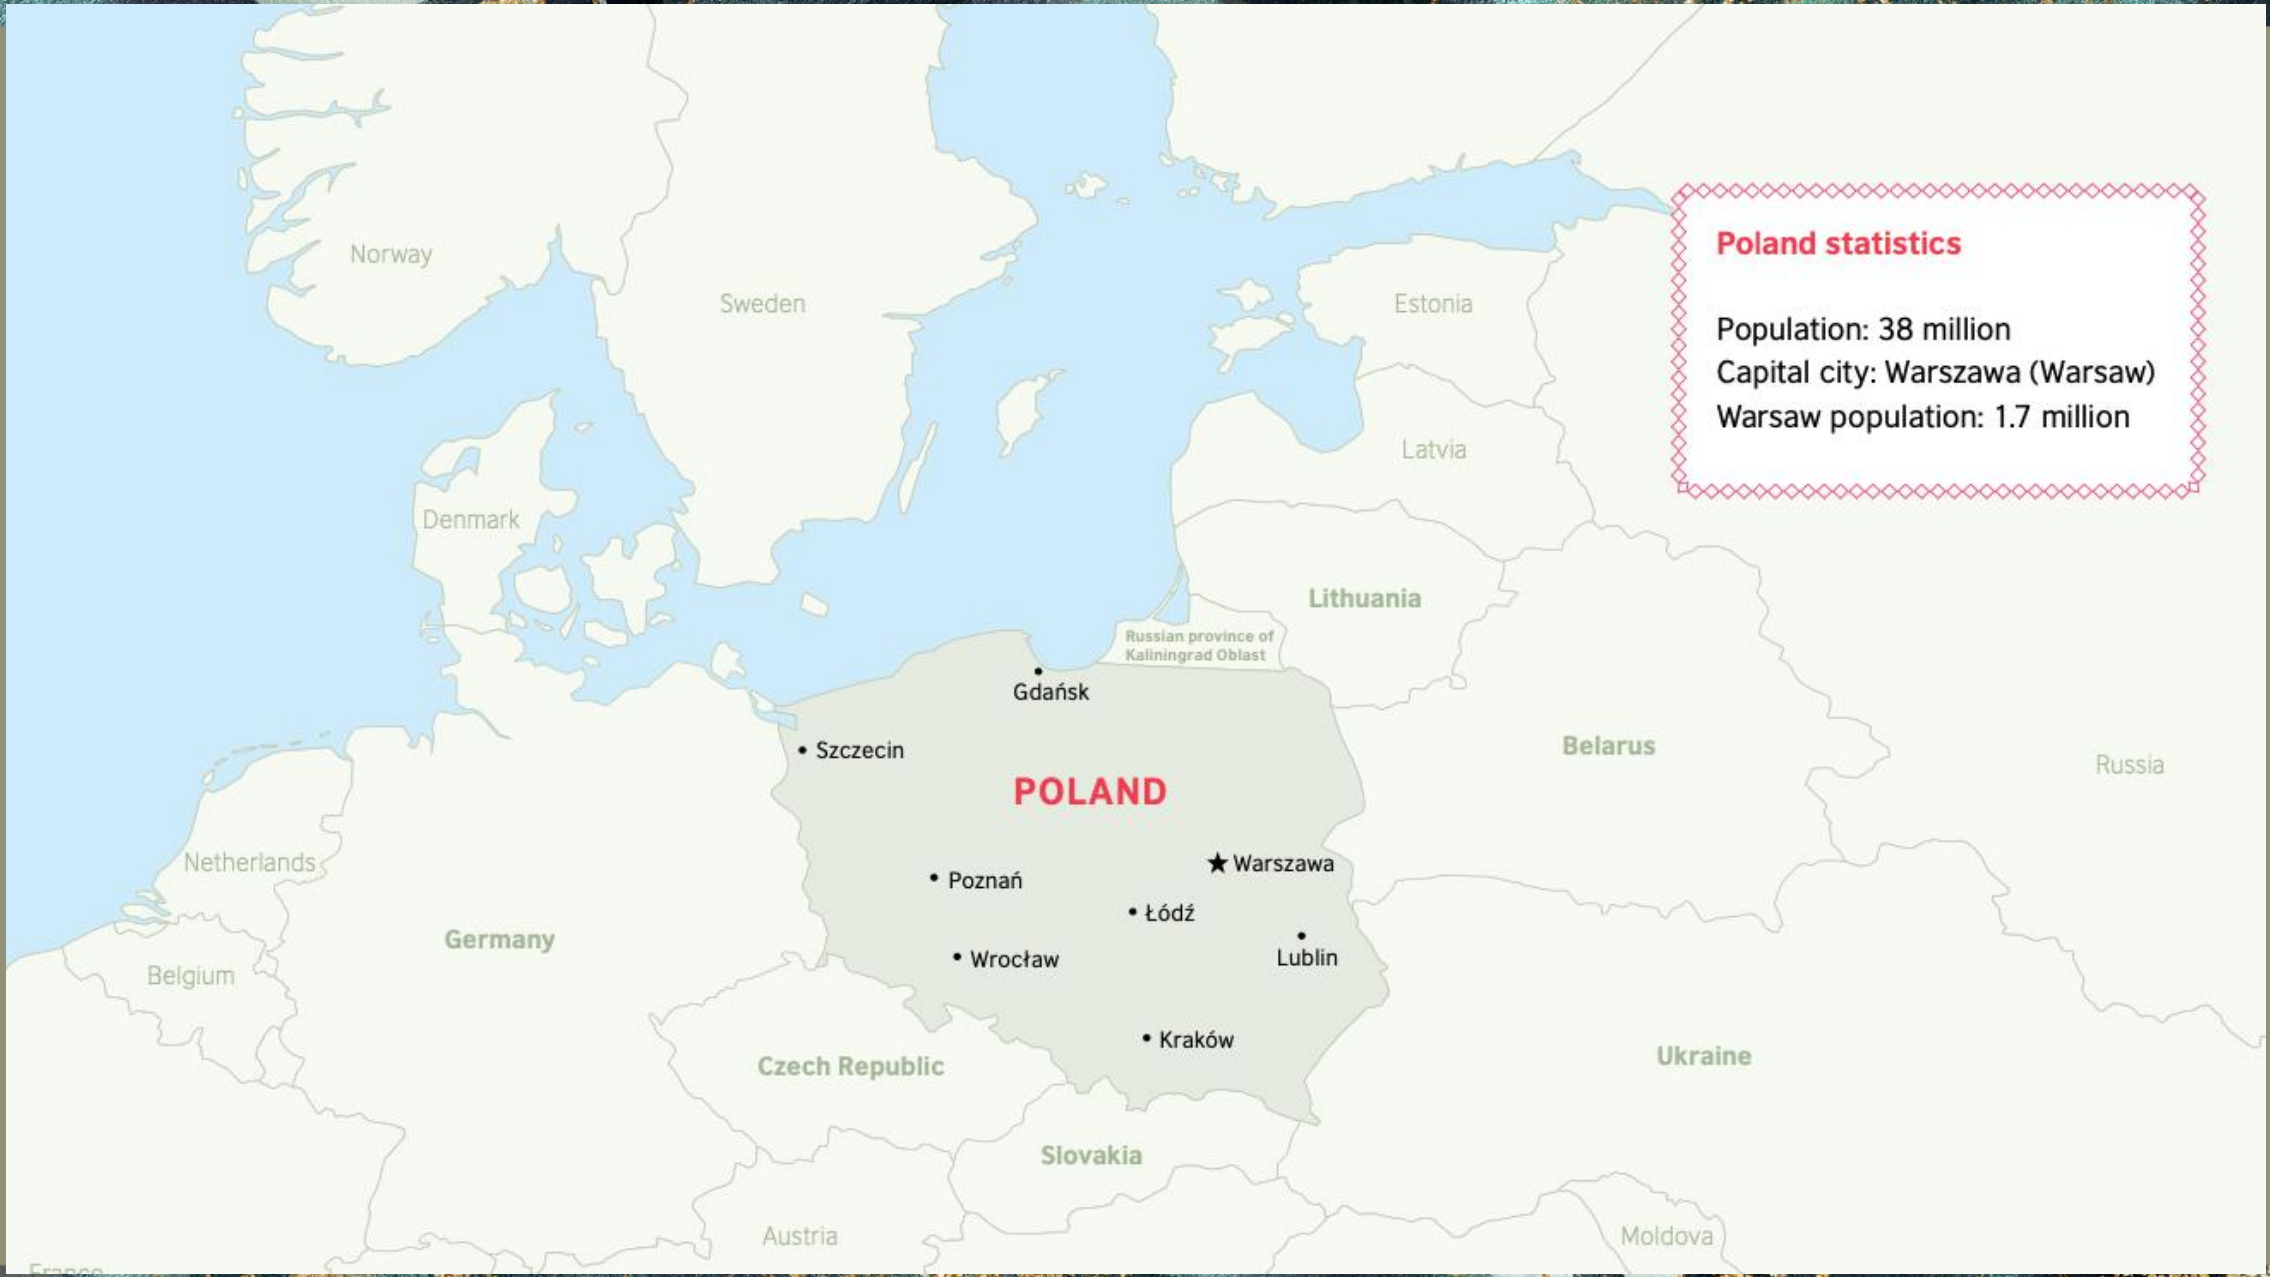 Norway
Sweden
Estonia
Poland statistics
Population: 38 million
Capital city: Warszawa (Warsaw)
Warsaw population: 1.7 million
Latvia
Denmark
Lithuania
Russian province of
Kaliningrad Oblast
Gdańsk
Szczecin
Belarus
Russia
POLAND
Netherlands
Poznań
Warszawa
Łódź
Germany
Wrocław
Lublin
Belgium
Kraków
Czech Republic
Ukraine
Slovakia
Austria
Moldova
France